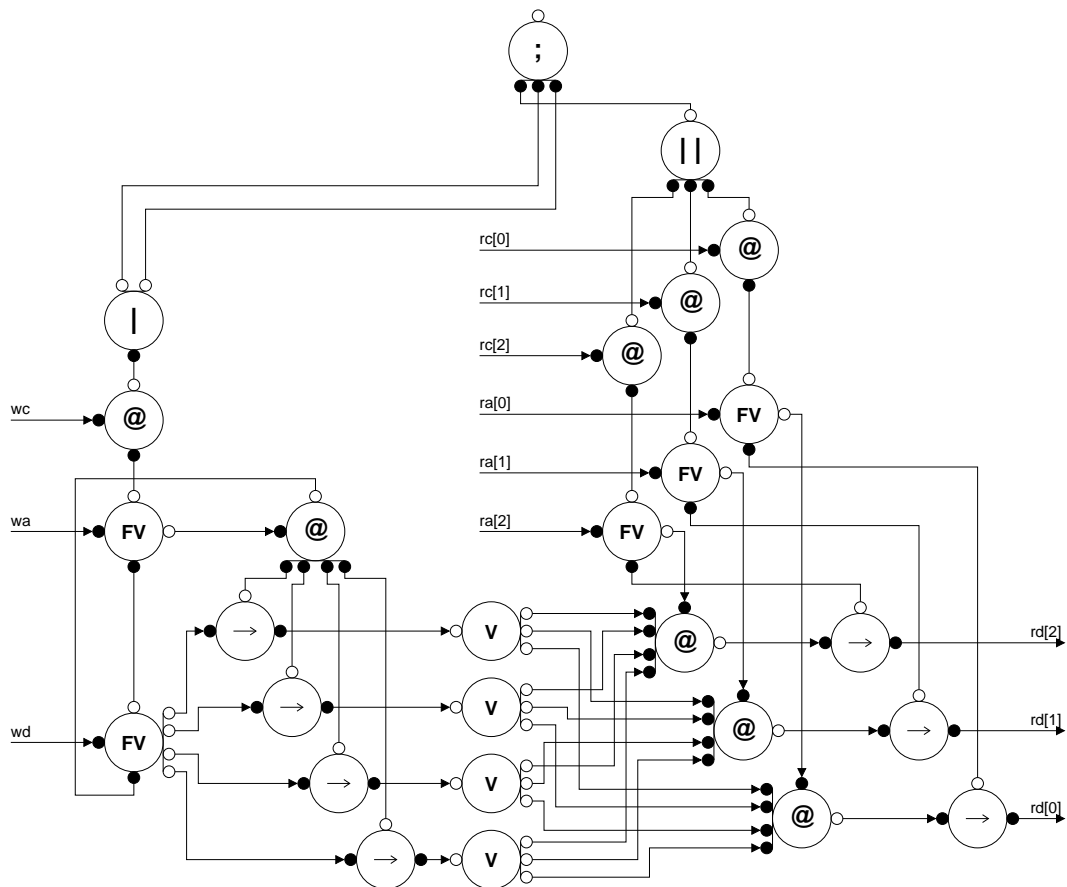 ;
||
rc[0] @
rc[1] @
|
rc[2] @
wc @
ra[0] FV
ra[1] FV
wa FV @
ra[2] FV
→ V @ → rd[2]
→ V
wd FV @ → rd[1]
→ V
@ → rd[0]
→ V